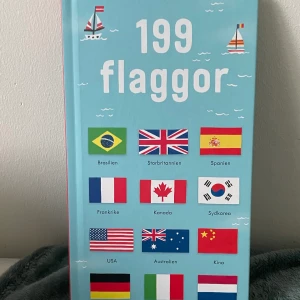 199
flaggor
Brasilien Storbritannien Spanien
Frankrike Kanada Sydkorea
USA Australien Kina